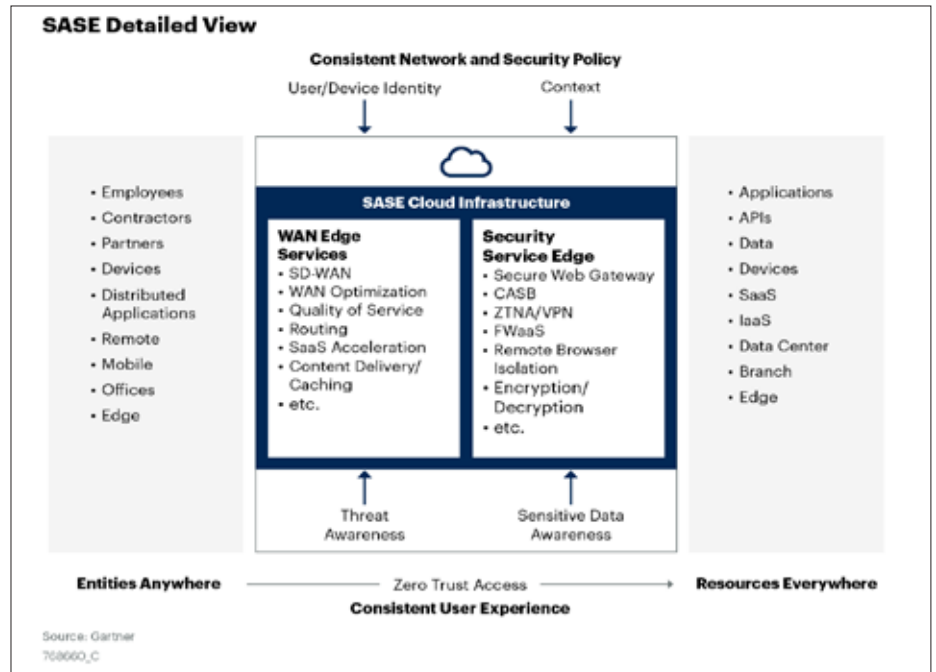 SASE Detailed View
Consistent Network and Security Policy
User/Device Identity
Context
• Employees
• Contractors
• Partners
• Devices
• Distributed
Applications
• Remote
• Mobile
• Offices
• Edge
SASE Cloud Infrastructure
WAN Edge
Services
• SD-WAN
• WAN Optimization
• Quality of Service
• Routing
• SaaS Acceleration
• Content Delivery/
Caching
• etc.
Security
Service Edge
• Secure Web Gateway
• CASB
• ZTNA/VPN
• FWaaS
• Remote Browser
Isolation
• Encryption/
Decryption
• etc.
• Applications
• APIs
• Data
• Devices
• SaaS
• IaaS
• Data Center
• Branch
• Edge
Threat
Awareness
Sensitive Data
Awareness
Entities Anywhere
Zero Trust Access
Resources Everywhere
Consistent User Experience
Source: Gartner
768660_C